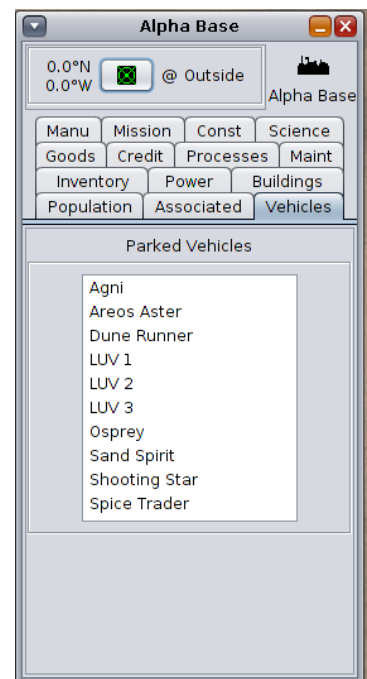 Alpha Base
0.0°N
0.0°W
@ Outside
Alpha Base
Manu Mission Const Science
Goods Credit Processes Maint
Inventory Power Buildings
Population Associated Vehicles
Parked Vehicles
Agni
Areos Aster
Dune Runner
LUV 1
LUV 2
LUV 3
Osprey
Sand Spirit
Shooting Star
Spice Trader